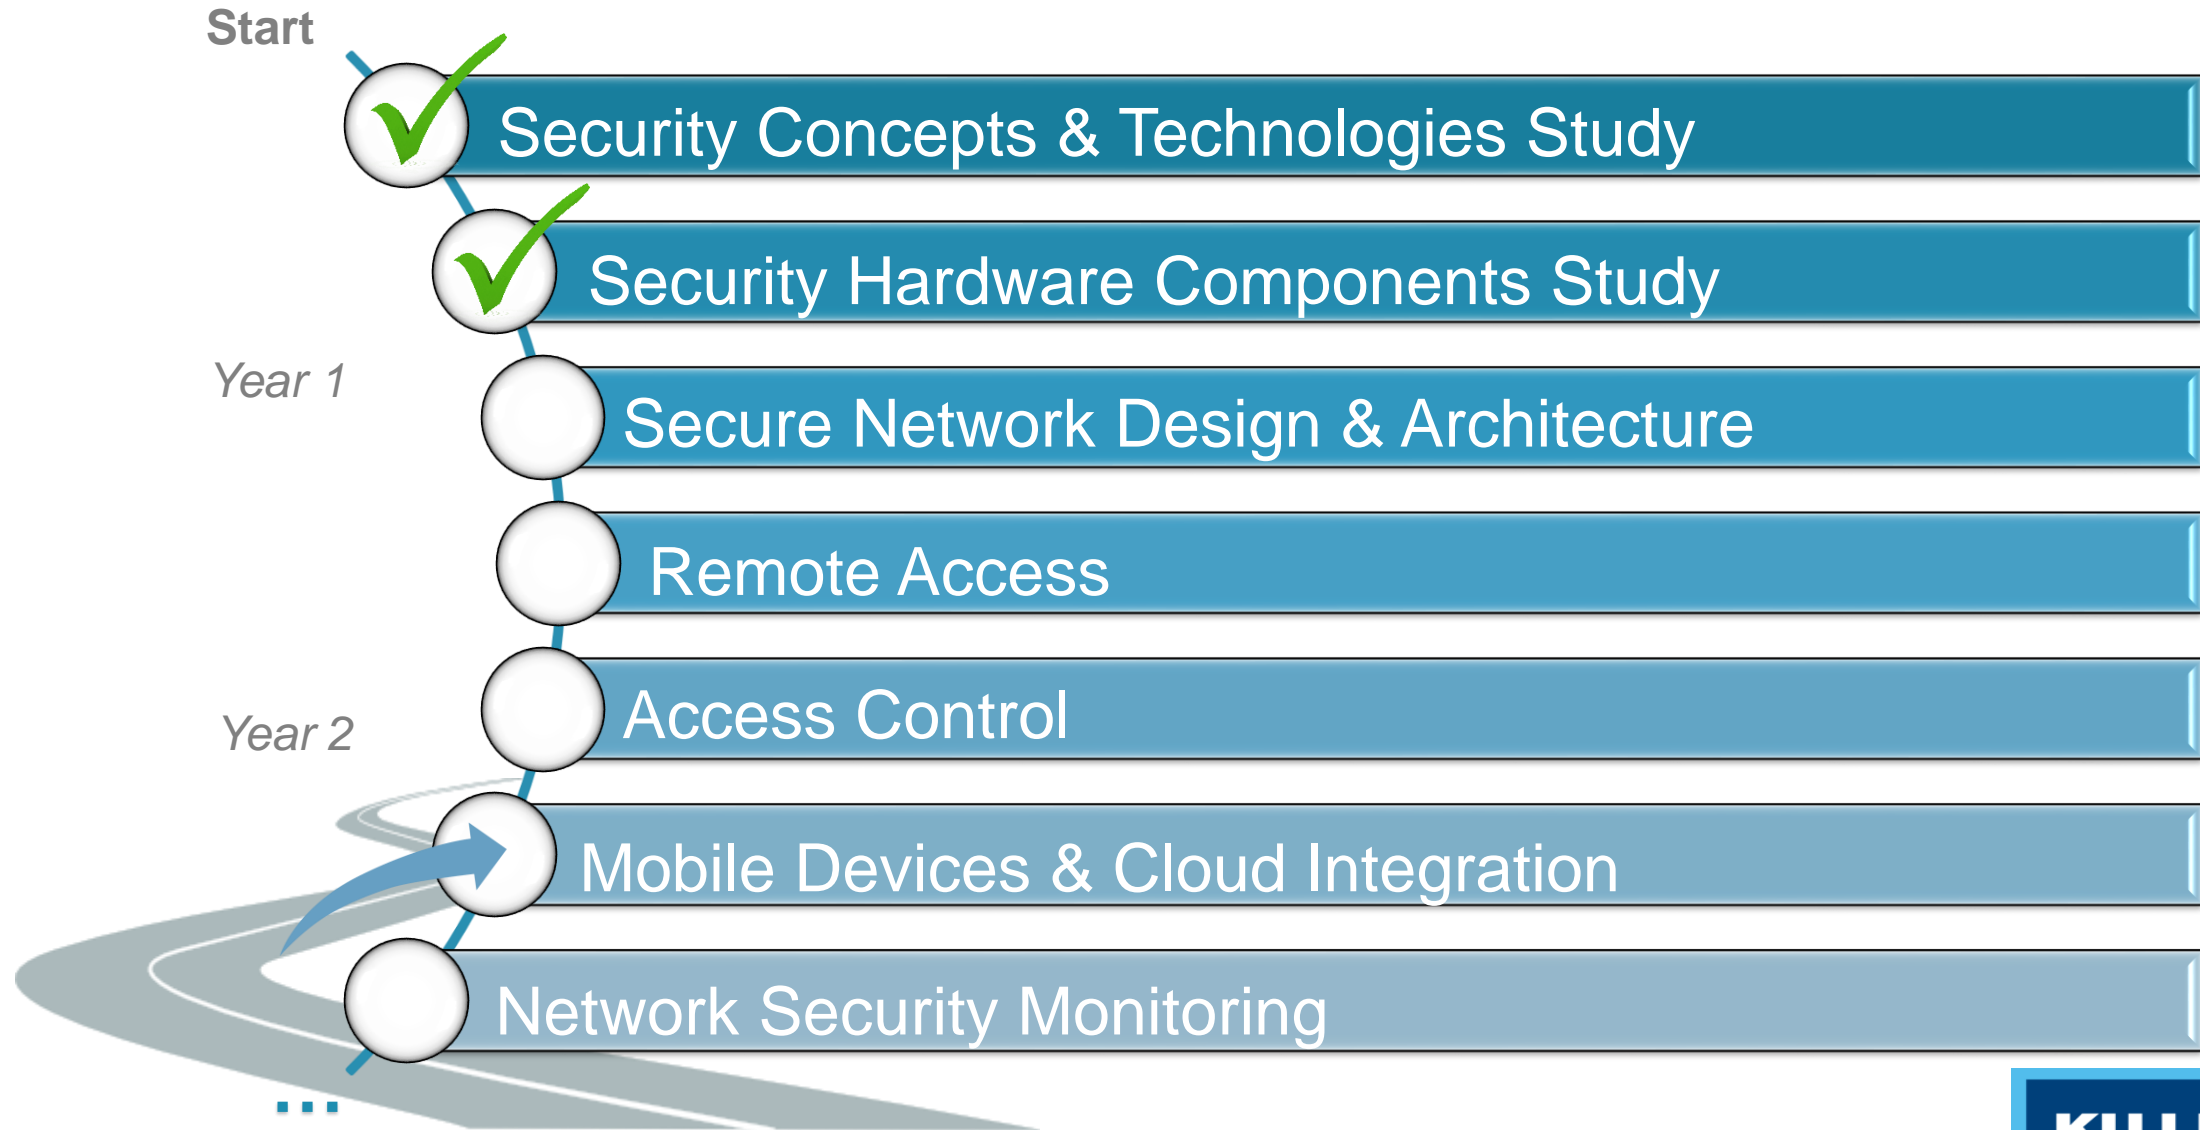 Start
Security Concepts & Technologies Study
Security Hardware Components Study
Year 1
Secure Network Design & Architecture
Remote Access
Access Control
Year 2
Mobile Devices & Cloud Integration
Network Security Monitoring
...